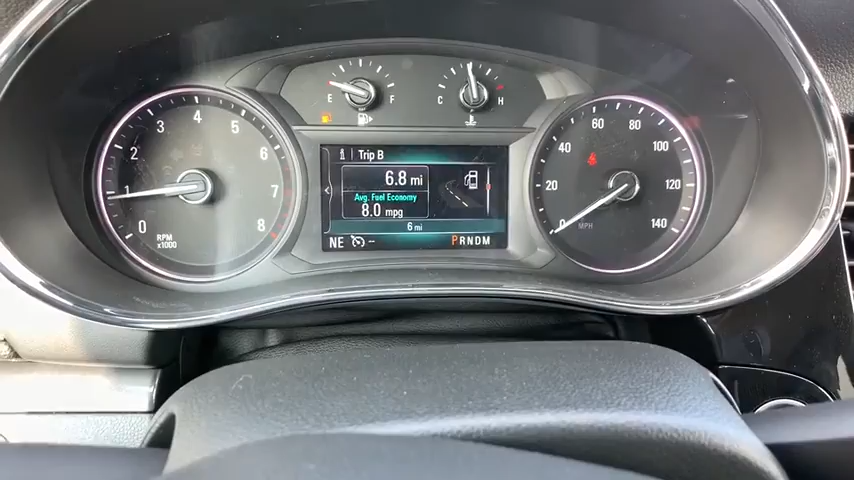 E F
C H
0 1 2 3 4 5 6 7 8
RPM
x1000
i Trip B
6.8 mi
Avg. Fuel Economy
8.0 mpg
6 mi
NE -- PRNDM
0 20 40 60 80 100 120 140
MPH